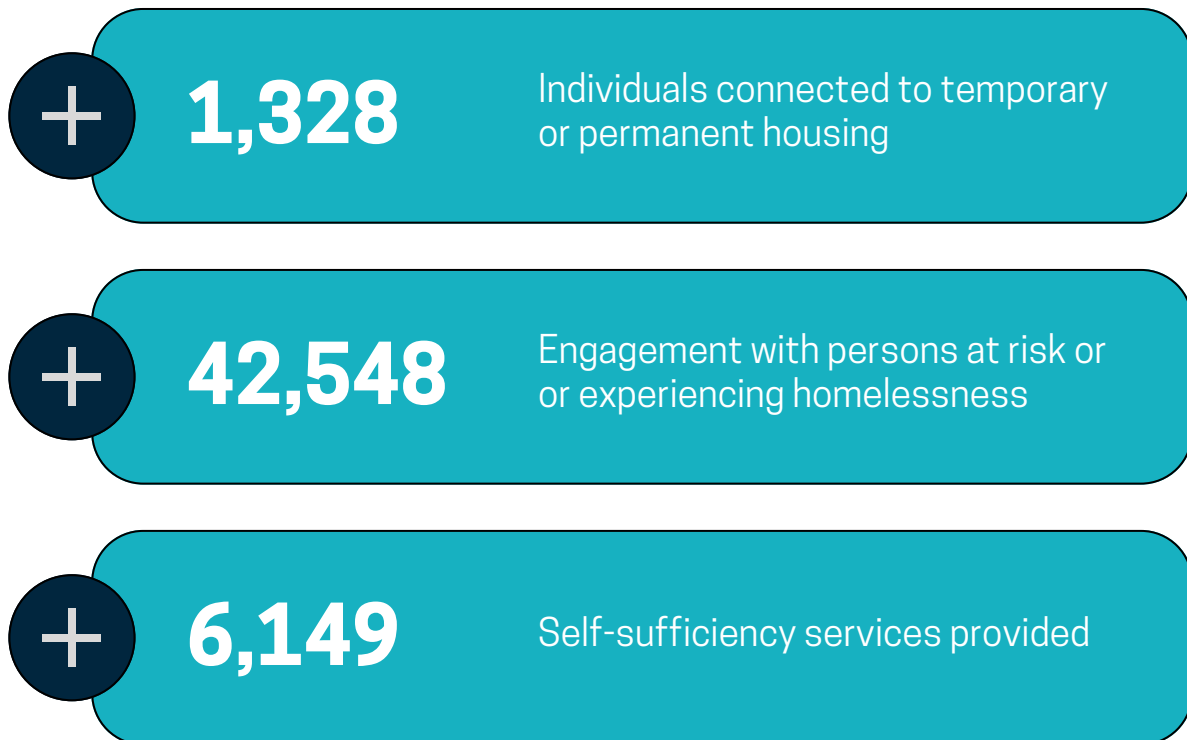 1,328
Individuals connected to temporary
or permanent housing
42,548
Engagement with persons at risk or
or experiencing homelessness
6,149
Self-sufficiency services provided